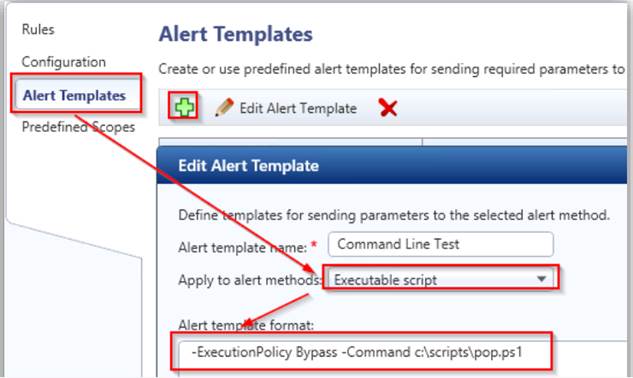 Rules
Configuration
Alert Templates
Predefined Scopes
Alert Templates
Create or use predefined alert templates for sending required parameters to
Edit Alert Template
Edit Alert Template
Define templates for sending parameters to the selected alert method.
Alert template name: * Command Line Test
Apply to alert methods: Executable script
Alert template format:
-ExecutionPolicy Bypass -Command c:\scripts\pop.ps1